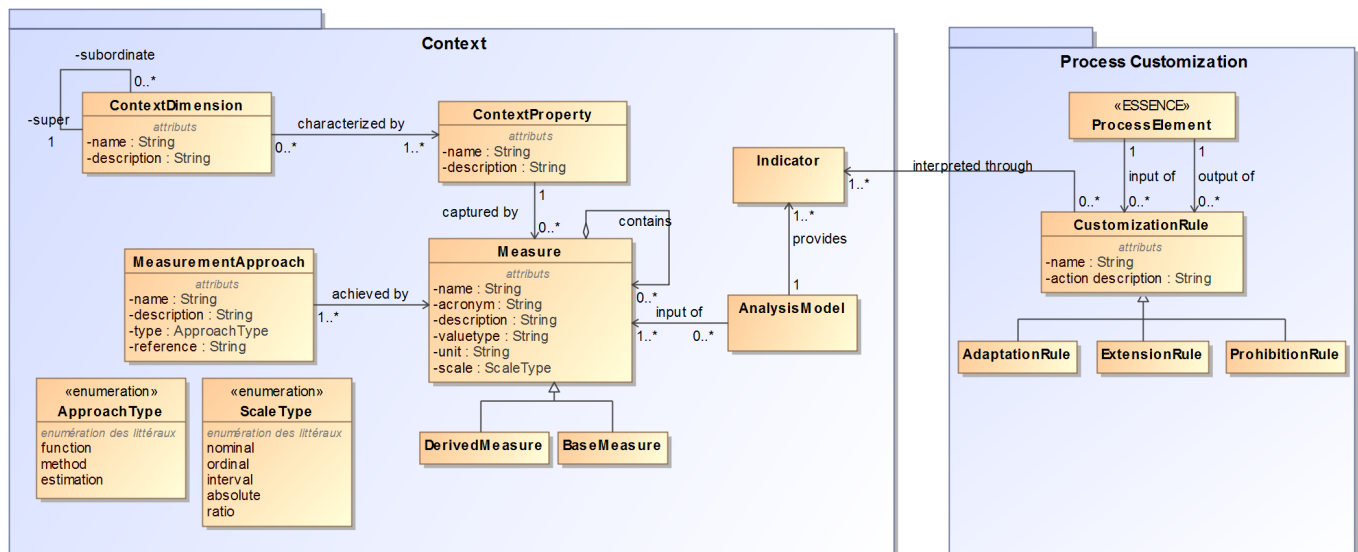 Context
-subordinate
0..*
-super
1
ContextDimension
attributs
-name : String
-description : String
characterized by
0..*
1..*
ContextProperty
attributs
-name : String
-description : String
1
captured by
0..*
contains
0..*
Measure
attributs
-name : String
-acronym : String
-description : String
-valuetype : String
-unit : String
-scale : ScaleType
MeasurementApproach
attributs
-name : String
-description : String
-type : ApproachType
-reference : String
achieved by
1..*
input of
1..*
0..*
Indicator
1..*
provides
1
AnalysisModel
DerivedMeasure
BaseMeasure
«enumeration»
ApproachType
enumération des littéraux
function
method
estimation
«enumeration»
ScaleType
enumération des littéraux
nominal
ordinal
interval
absolute
ratio
interpreted through
1..*
0..*
Process Customization
«ESSENCE»
ProcessElement
1
1
input of
output of
0..*
0..*
CustomizationRule
attributs
-name : String
-action description : String
AdaptationRule
ExtensionRule
ProhibitionRule